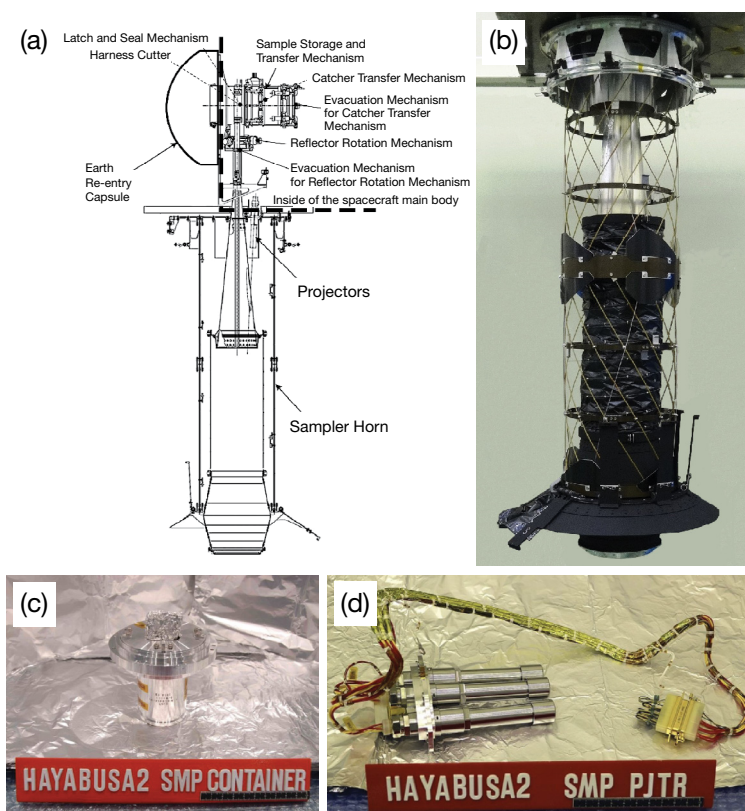 (a)
Latch and Seal Mechanism
Harness Cutter
Sample Storage and
Transfer Mechanism
Catcher Transfer Mechanism
Evacuation Mechanism
for Catcher Transfer
Mechanism
Reflector Rotation Mechanism
Earth
Re-entry
Capsule
Evacuation Mechanism
for Reflector Rotation Mechanism
Inside of the spacecraft main body
Projectors
Sampler Horn
(b)
(c)
HAYABUSA2 SMP CONTAINER
(d)
HAYABUSA2 SMP PJTR